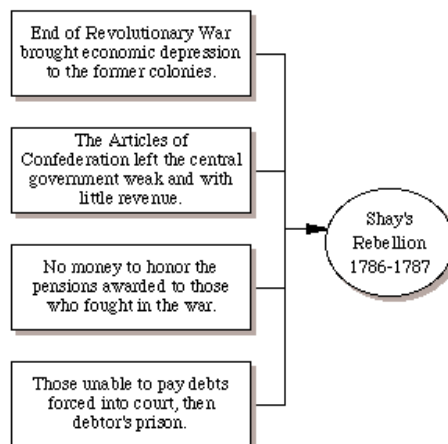 End of Revolutionary War
brought economic depression
to the former colonies.
The Articles of
Confederation left the central
government weak and with
little revenue.
No money to honor the
pensions awarded to those
who fought in the war.
Those unable to pay debts
forced into court, then
debtor's prison.
Shay's
Rebellion
1786-1787